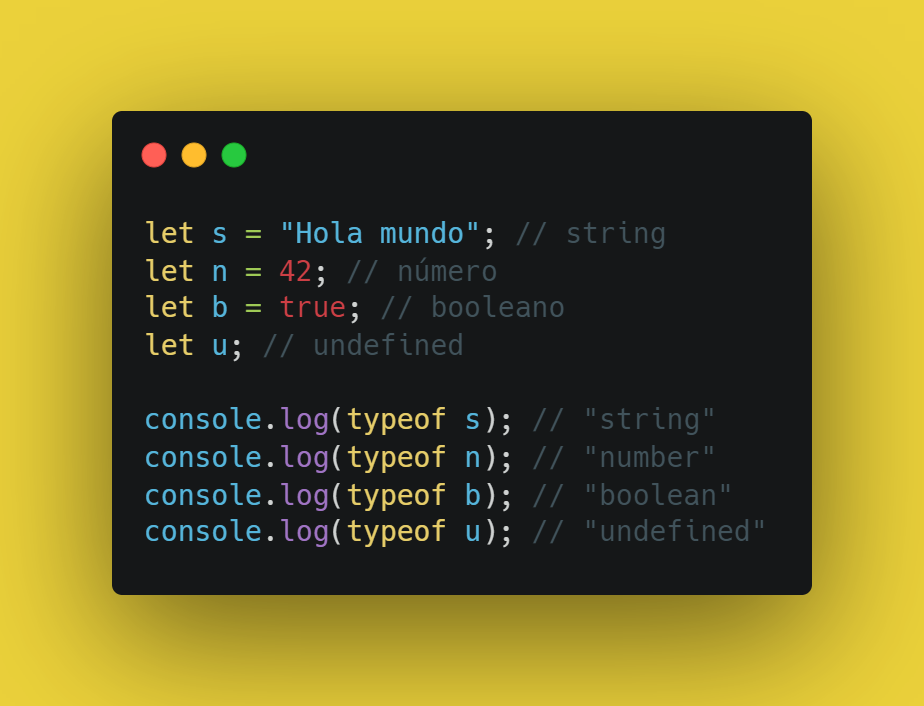 let s = "Hola mundo"; // string
let n = 42; // número
let b = true; // booleano
let u; // undefined
console.log(typeof s); // "string"
console.log(typeof n); // "number"
console.log(typeof b); // "boolean"
console.log(typeof u); // "undefined"